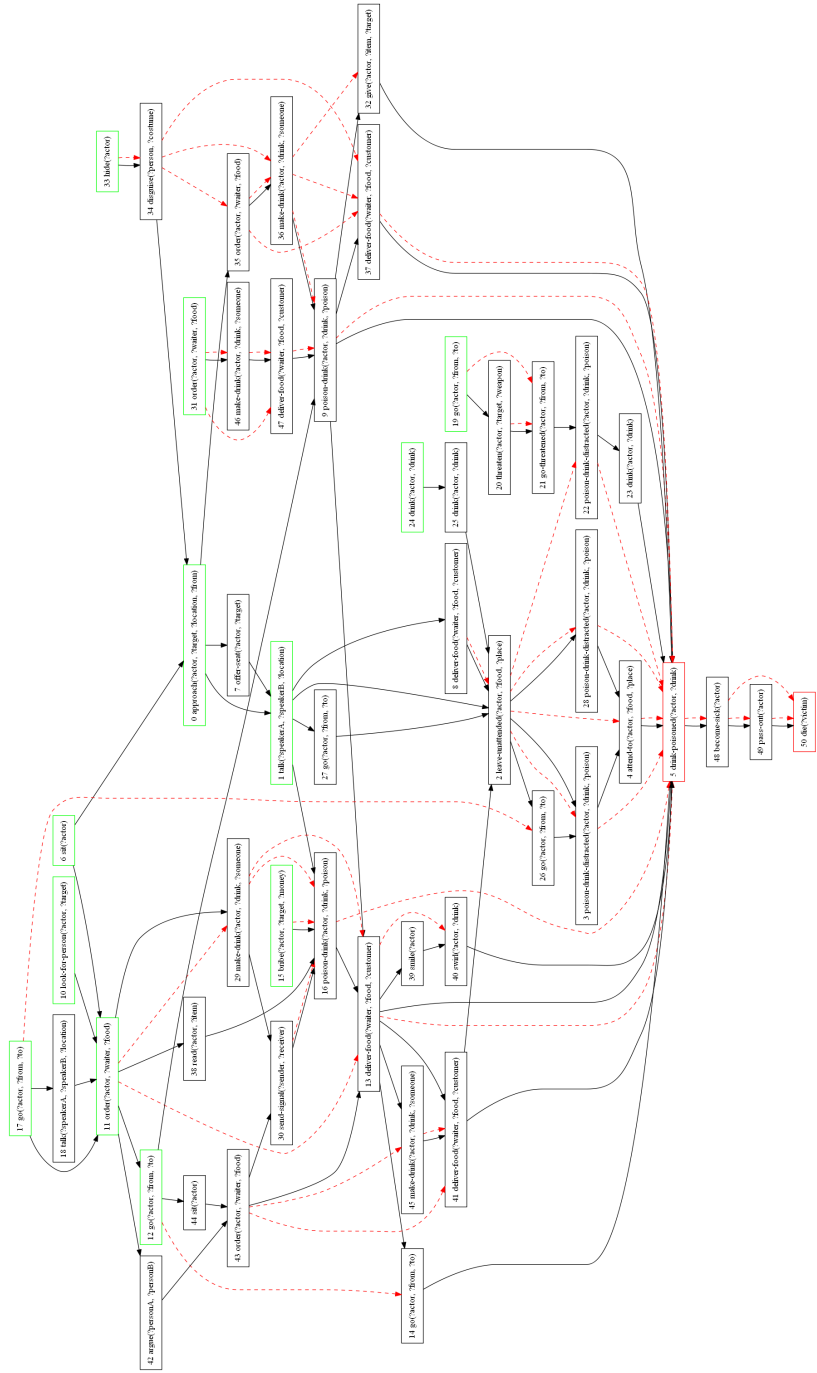 17 go(?actor, ?from, ?to)
18 talk(?speakerA, ?speakerB, ?location)
10 look-for-person(?actor, ?target)
6 sit(?actor)
11 order(?actor, ?waiter, ?food)
33 hide(?actor)
42 argue(?personA, ?personB)
12 go(?actor, ?from, ?to)
34 disguise(?person, ?costume)
44 sit(?actor)
38 read(?actor, ?item)
0 approach(?actor, ?target, ?location, ?from)
31 order(?actor, ?waiter, ?food)
43 order(?actor, ?waiter, ?food)
29 make-drink(?actor, ?drink, ?someone)
7 offer-seat(?actor, ?target)
46 make-drink(?actor, ?drink, ?someone)
35 order(?actor, ?waiter, ?food)
30 send-signal(?sender, ?receiver)
15 bribe(?actor, ?target, ?money)
1 talk(?speakerA, ?speakerB, ?location)
47 deliver-food(?waiter, ?food, ?customer)
36 make-drink(?actor, ?drink, ?someone)
16 poison-drink(?actor, ?drink, ?poison)
27 go(?actor, ?from, ?to)
9 poison-drink(?actor, ?drink, ?poison)
13 deliver-food(?waiter, ?food, ?customer)
37 deliver-food(?waiter, ?food, ?customer)
32 give(?actor, ?item, ?target)
14 go(?actor, ?from, ?to)
45 make-drink(?actor, ?drink, ?someone)
39 smile(?actor)
24 drink(?actor, ?drink)
41 deliver-food(?waiter, ?food, ?customer)
40 swirl(?actor, ?drink)
8 deliver-food(?waiter, ?food, ?customer)
25 drink(?actor, ?drink)
19 go(?actor, ?from, ?to)
2 leave-unattended(?actor, ?food, ?place)
20 threaten(?actor, ?target, ?weapon)
26 go(?actor, ?from, ?to)
21 go-threatened(?actor, ?from, ?to)
3 poison-drink-distracted(?actor, ?drink, ?poison)
28 poison-drink-distracted(?actor, ?drink, ?poison)
22 poison-drink-distracted(?actor, ?drink, ?poison)
4 attend-to(?actor, ?food, ?place)
23 drink(?actor, ?drink)
5 drink-poisoned(?actor, ?drink)
48 become-sick(?actor)
49 pass-out(?actor)
50 die(?victim)